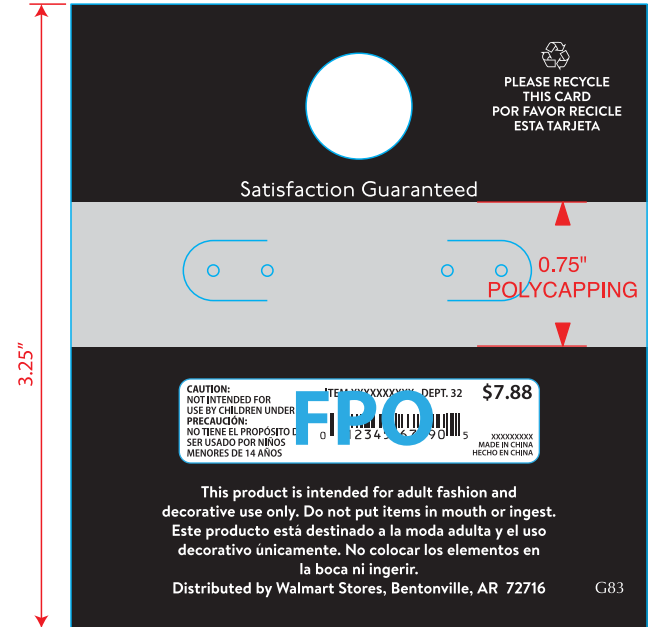 PLEASE RECYCLE
THIS CARD
POR FAVOR RECICLE
ESTA TARJETA
Satisfaction Guaranteed
0.75"
POLYCAPPING
3.25"
CAUTION:
NOT INTENDED FOR
USE BY CHILDREN UNDER
PRECAUCIÓN:
NO TIENE EL PROPÓSITO
SER USADO POR NIÑOS
MENORES DE 14 AÑOS
ITEM XXXXXXXXXX DEPT. 32
$7.88
FPO
XXXXXXXXX
MADE IN CHINA
HECHO EN CHINA
This product is intended for adult fashion and
decorative use only. Do not put items in mouth or ingest.
Este producto está destinado a la moda adulta y el uso
decorativo únicamente. No colocar los elementos en
la boca ni ingerir.
Distributed by Walmart Stores, Bentonville, AR 72716
G83